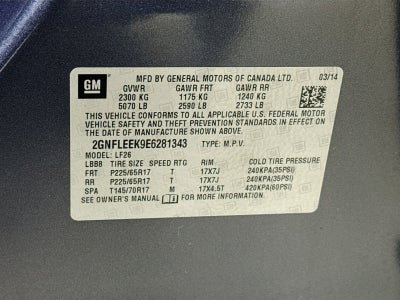 GM
MFD BY GENERAL MOTORS OF CANADA LTD. 03/14
GVWR GAWR FRT GAWR RR
2300 KG 1175 KG 1240 KG
5070 LB 2590 LB 2733 LB
THIS VEHICLE CONFORMS TO ALL APPLICABLE U.S. FEDERAL MOTOR
VEHICLE SAFETY AND THEFT PREVENTION STANDARDS IN EFFECT ON THE
DATE OF MANUFACTURE SHOWN ABOVE.
2GNFLEEK9E6281343 TYPE: M.P.V.
MODEL: LF26
LBB8 TIRE SIZE SPEED RTG RIM COLD TIRE PRESSURE
FRT P225/65R17 T 17X7J 240KPA(35PSI)
RR P225/65R17 T 17X7J 240KPA(35PSI)
SPA T145/70R17 M 17X4.5T 420KPA(60PSI)
SEE OWNER'S MANUAL FOR ADDITIONAL INFORMATION.